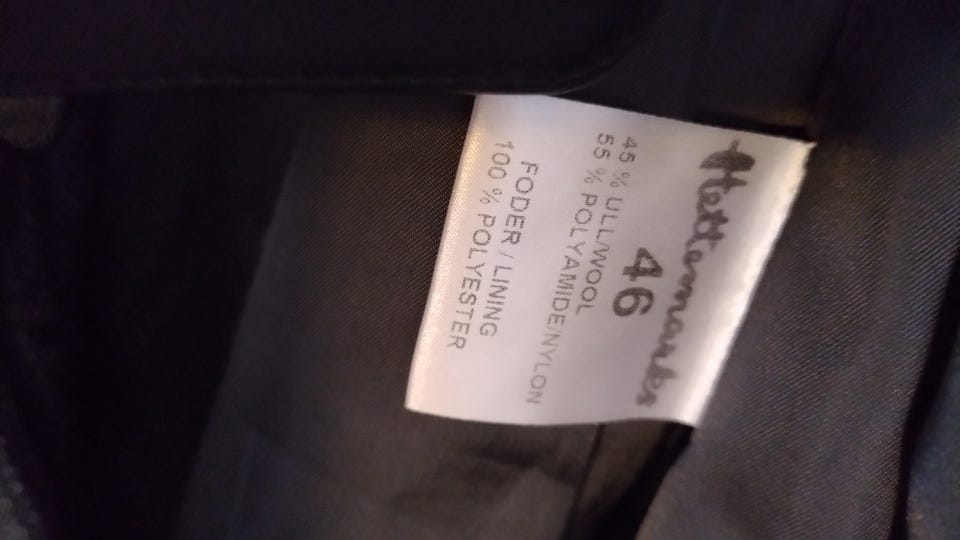 Hettemarks
46
45 % ULL/WOOL
55 % POLYAMIDE/NYLON
FODER / LINING
100 % POLYESTER